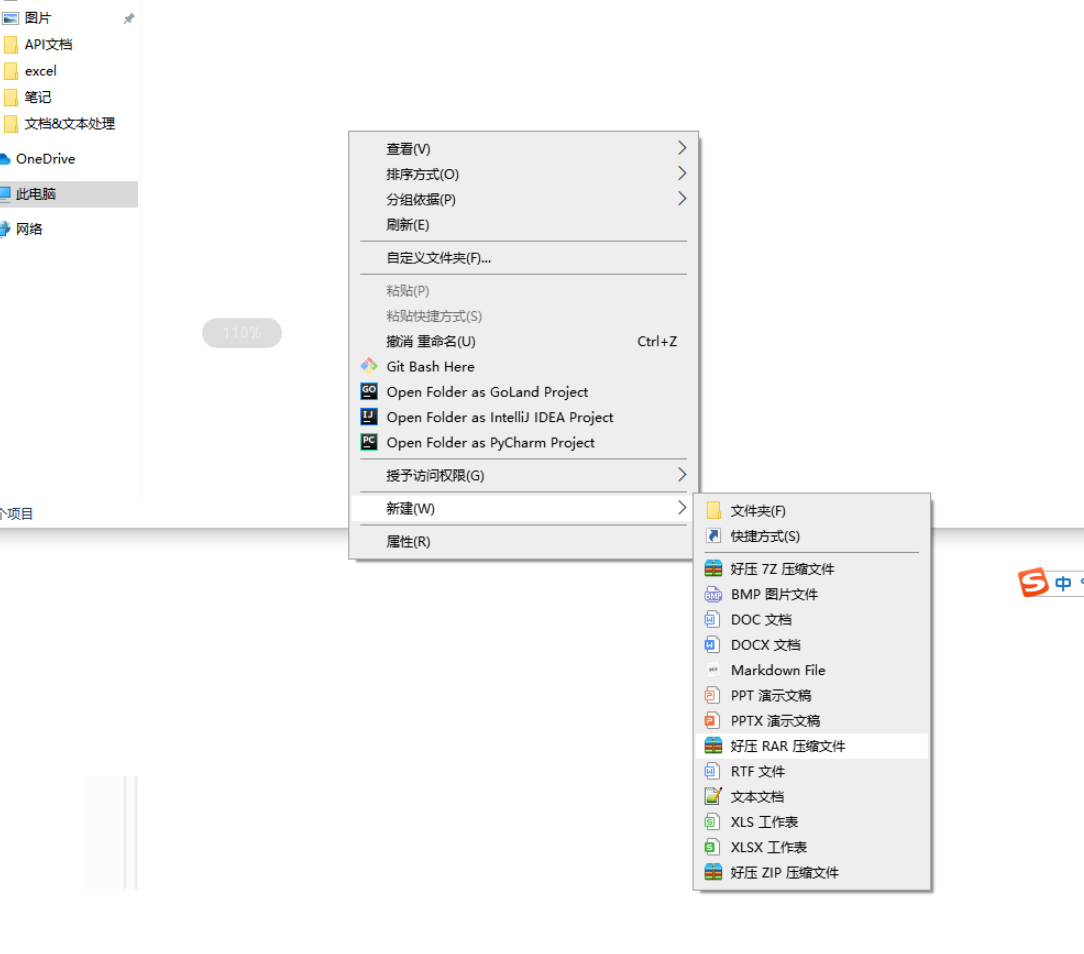 图片
API文档
excel
笔记
文档&文本处理
OneDrive
此电脑
网络
个项目
110%
查看(V)
排序方式(O)
分组依据(P)
刷新(E)
自定义文件夹(F)...
粘贴(P)
粘贴快捷方式(S)
撤消 重命名(U) Ctrl+Z
Git Bash Here
GO Open Folder as GoLand Project
IJ Open Folder as IntelliJ IDEA Project
PC Open Folder as PyCharm Project
授予访问权限(G)
新建(W)
属性(R)
文件夹(F)
快捷方式(S)
好压 7Z 压缩文件
BMP BMP 图片文件
DOC 文档
DOCX 文档
Markdown File
PPT 演示文稿
PPTX 演示文稿
好压 RAR 压缩文件
RTF 文件
文本文档
XLS 工作表
XLSX 工作表
好压 ZIP 压缩文件
S 中